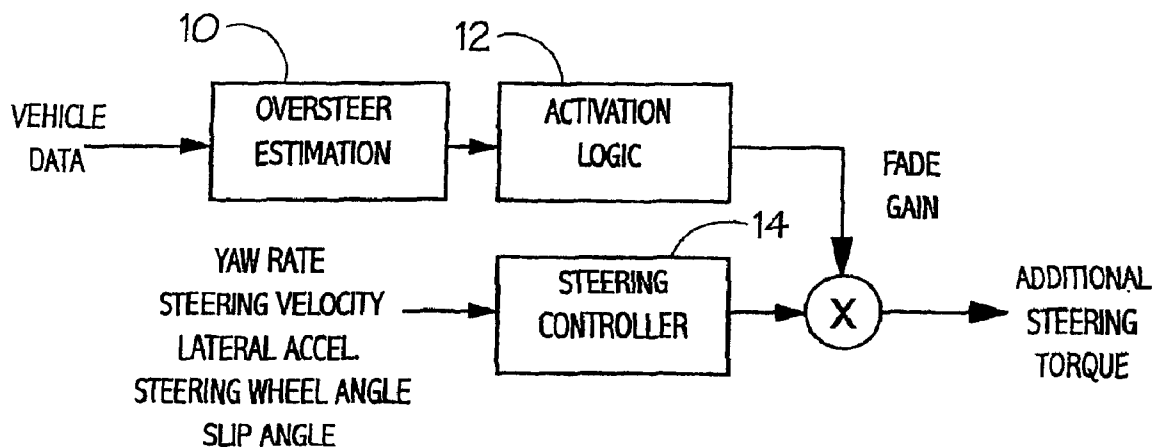 10
12
VEHICLE
DATA
OVERSTEER
ESTIMATION
ACTIVATION
LOGIC
FADE
GAIN
14
YAW RATE
STEERING VELOCITY
LATERAL ACCEL.
STEERING WHEEL ANGLE
SLIP ANGLE
STEERING
CONTROLLER
X
ADDITIONAL
STEERING
TORQUE